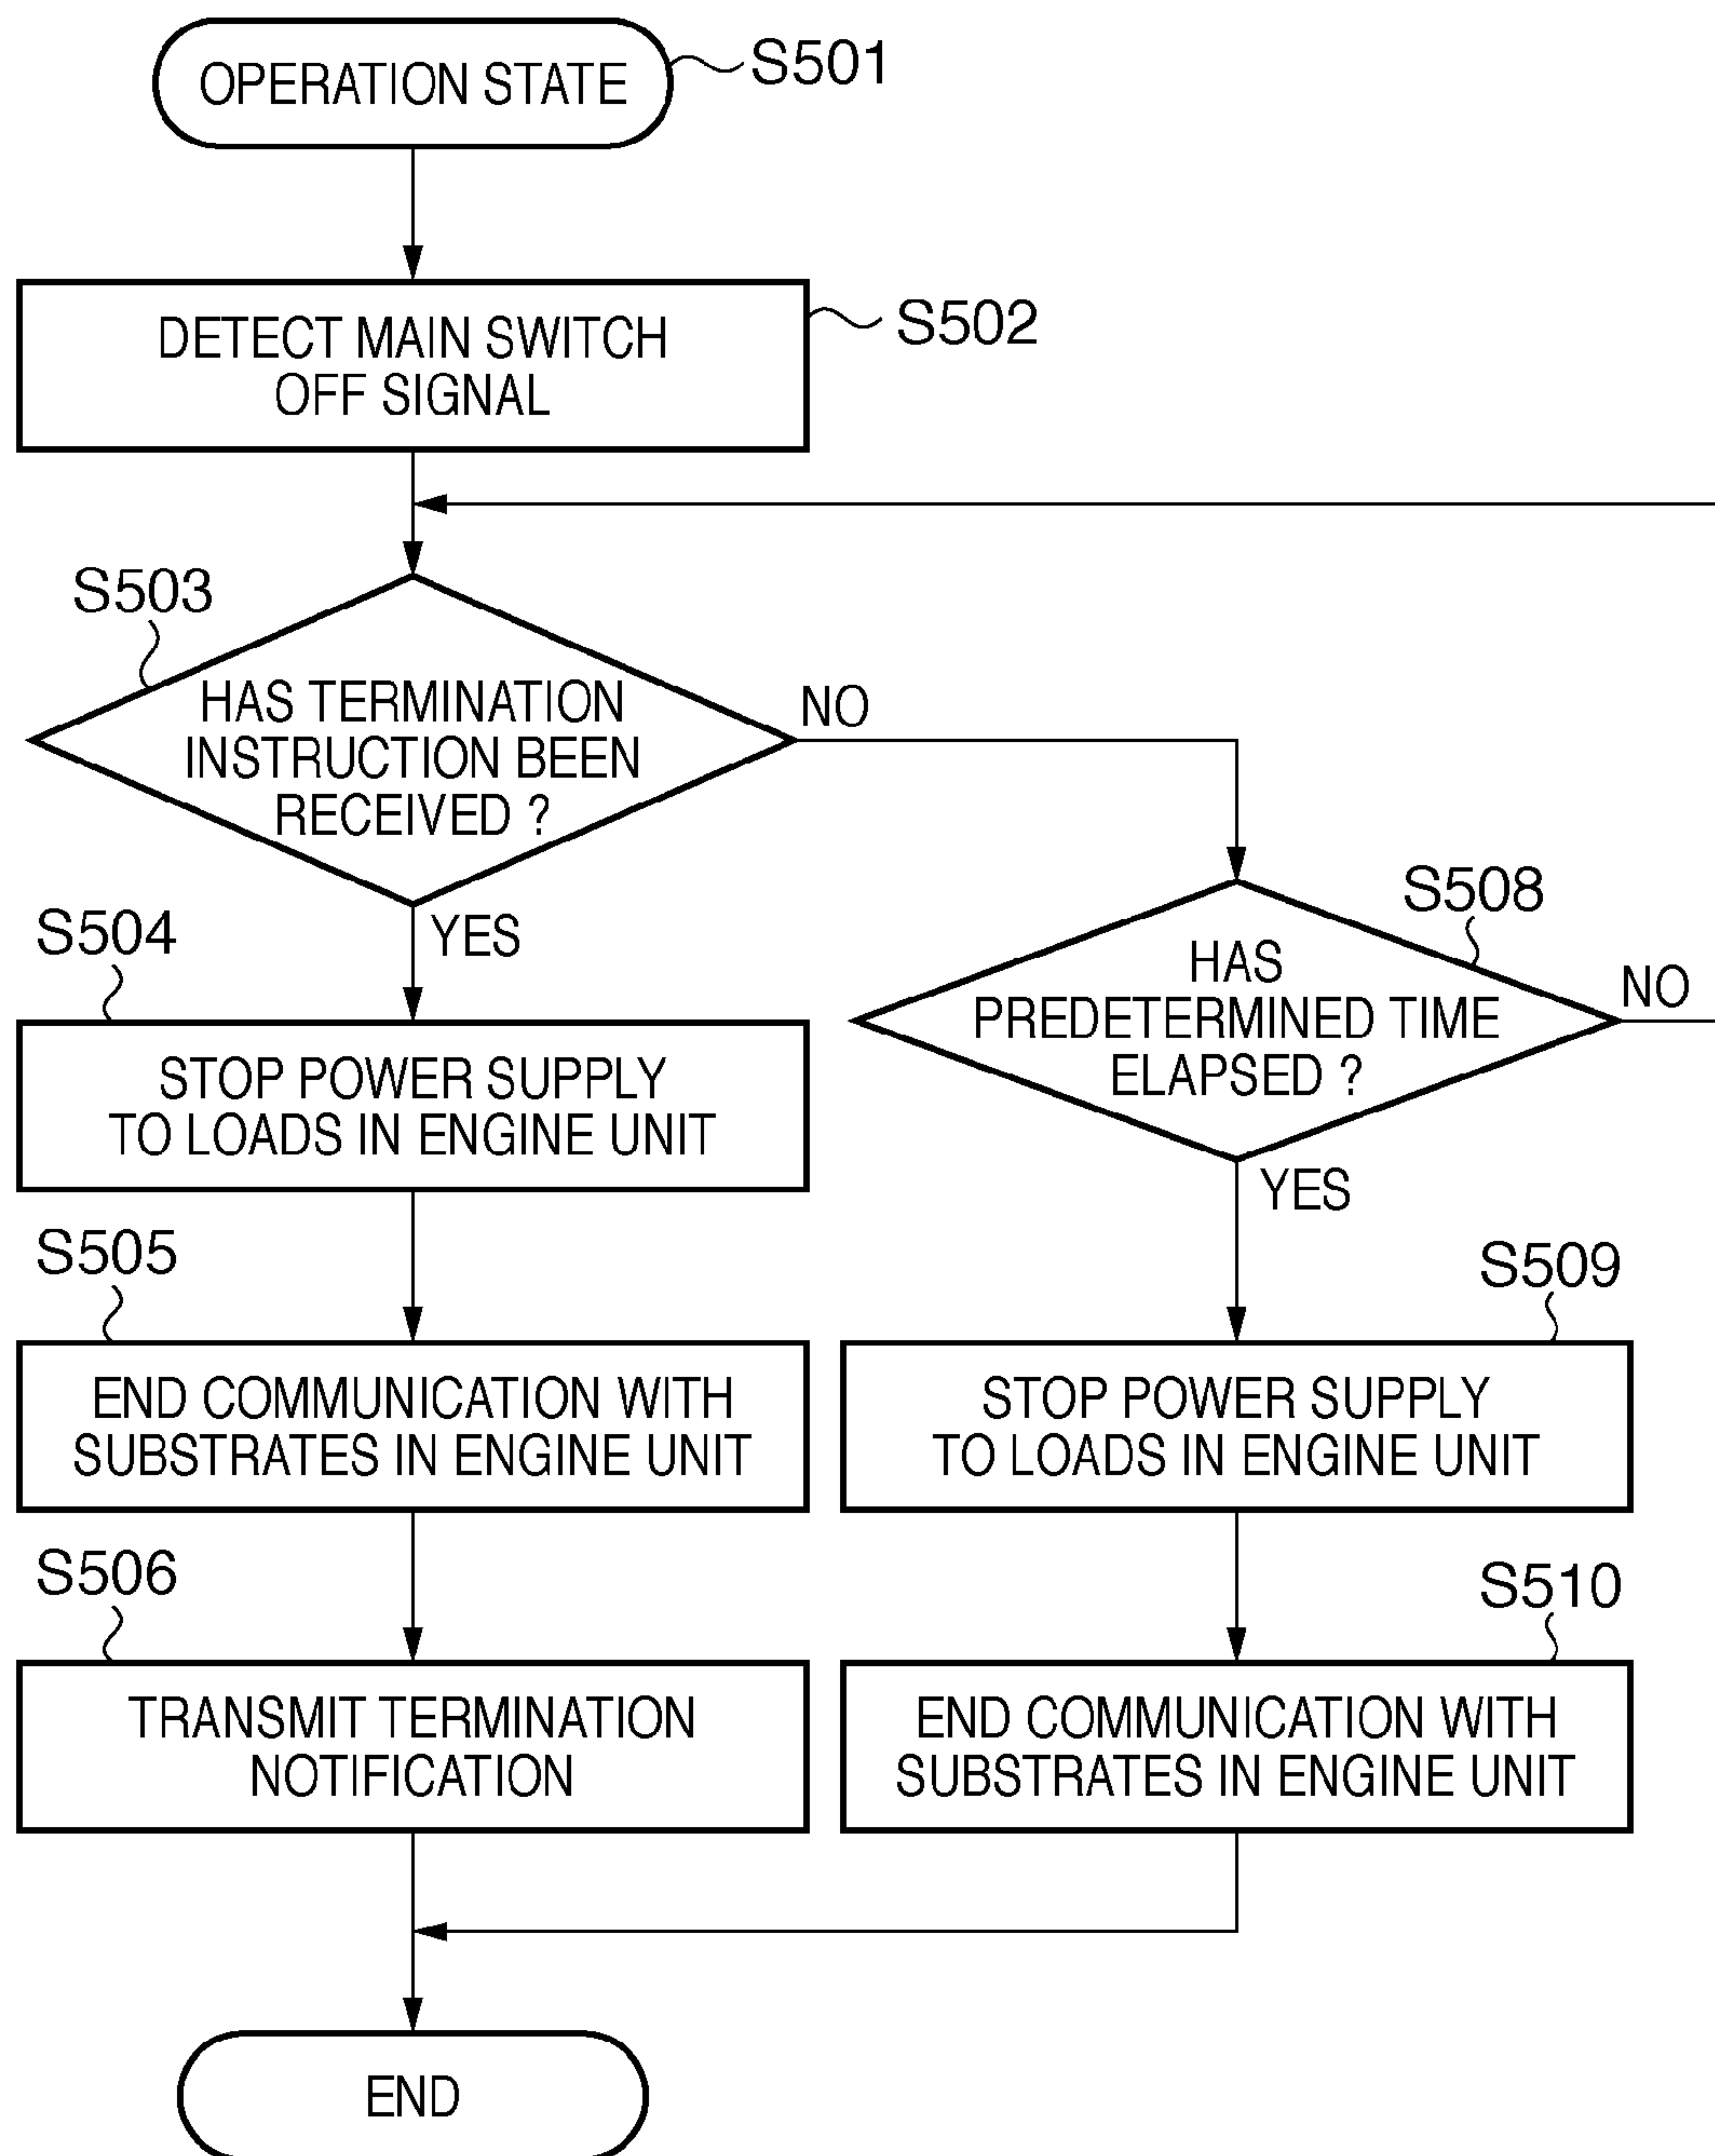 OPERATION STATE
S501
DETECT MAIN SWITCH
OFF SIGNAL
S502
S503
HAS TERMINATION
INSTRUCTION BEEN
RECEIVED ?
NO
YES
S508
HAS
PREDETERMINED TIME
ELAPSED ?
NO
YES
S504
STOP POWER SUPPLY
TO LOADS IN ENGINE UNIT
S505
END COMMUNICATION WITH
SUBSTRATES IN ENGINE UNIT
S506
TRANSMIT TERMINATION
NOTIFICATION
S509
STOP POWER SUPPLY
TO LOADS IN ENGINE UNIT
S510
END COMMUNICATION WITH
SUBSTRATES IN ENGINE UNIT
END